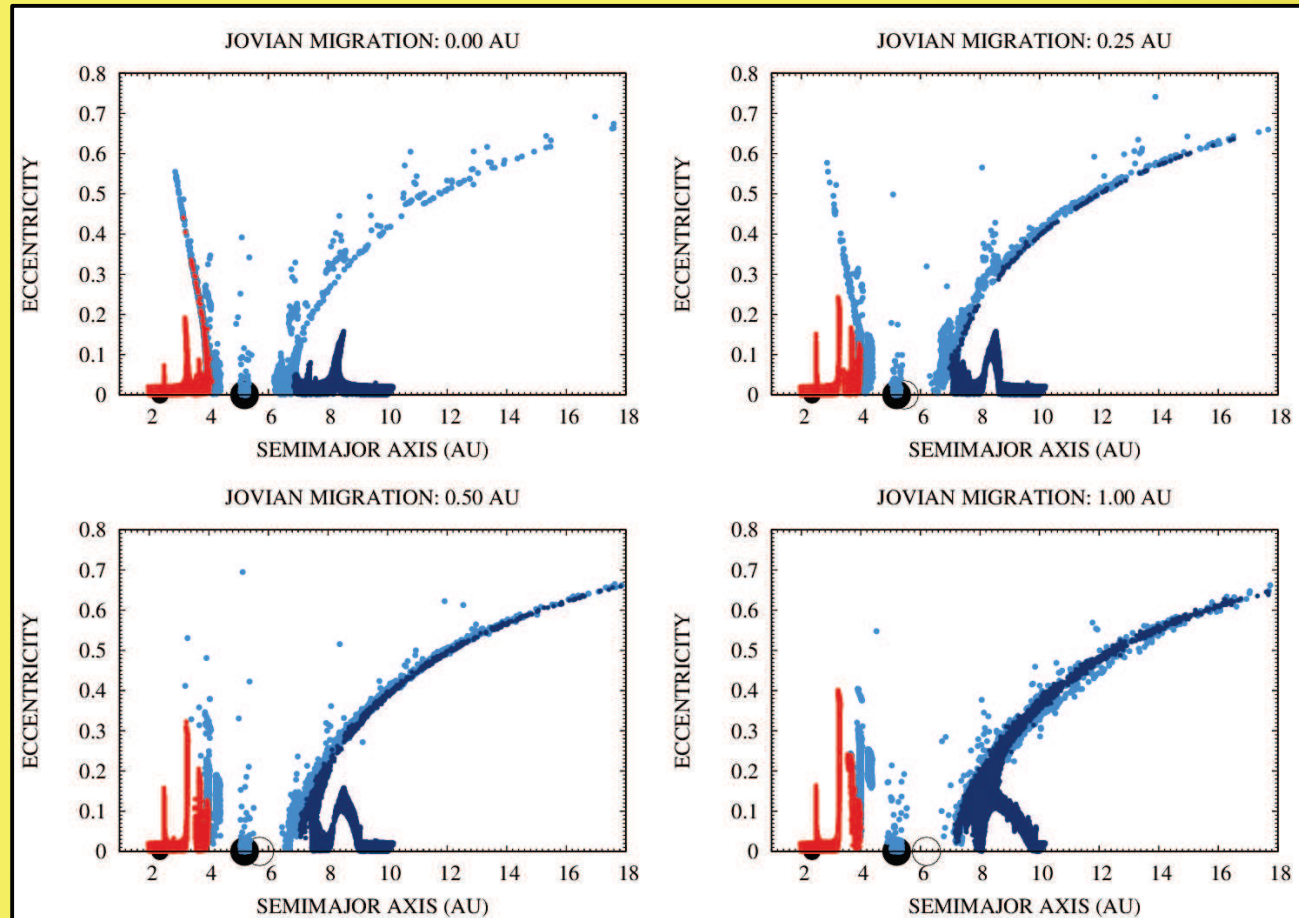 JOVIAN MIGRATION: 0.00 AU
0.8
0.7
0.6
0.5
0.4
0.3
0.2
0.1
0
ECCENTRICITY
2 4 6 8 10 12 14 16 18
SEMIMAJOR AXIS (AU)
JOVIAN MIGRATION: 0.25 AU
0.8
0.7
0.6
0.5
0.4
0.3
0.2
0.1
0
ECCENTRICITY
2 4 6 8 10 12 14 16 18
SEMIMAJOR AXIS (AU)
JOVIAN MIGRATION: 0.50 AU
0.8
0.7
0.6
0.5
0.4
0.3
0.2
0.1
0
ECCENTRICITY
2 4 6 8 10 12 14 16 18
SEMIMAJOR AXIS (AU)
JOVIAN MIGRATION: 1.00 AU
0.8
0.7
0.6
0.5
0.4
0.3
0.2
0.1
0
ECCENTRICITY
2 4 6 8 10 12 14 16 18
SEMIMAJOR AXIS (AU)